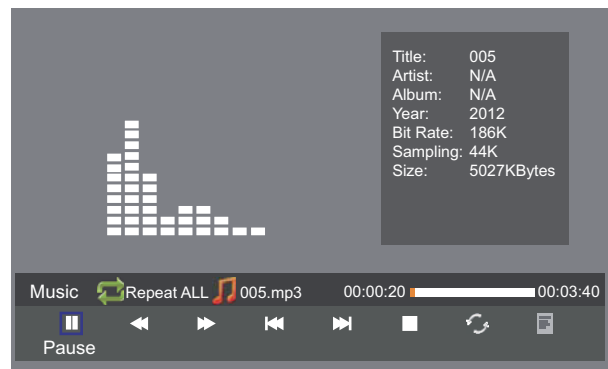 Title: 005
Artist: N/A
Album: N/A
Year: 2012
Bit Rate: 186K
Sampling: 44K
Size: 5027KBytes
Music Repeat ALL 005.mp3 00:00:20 00:03:40
Pause